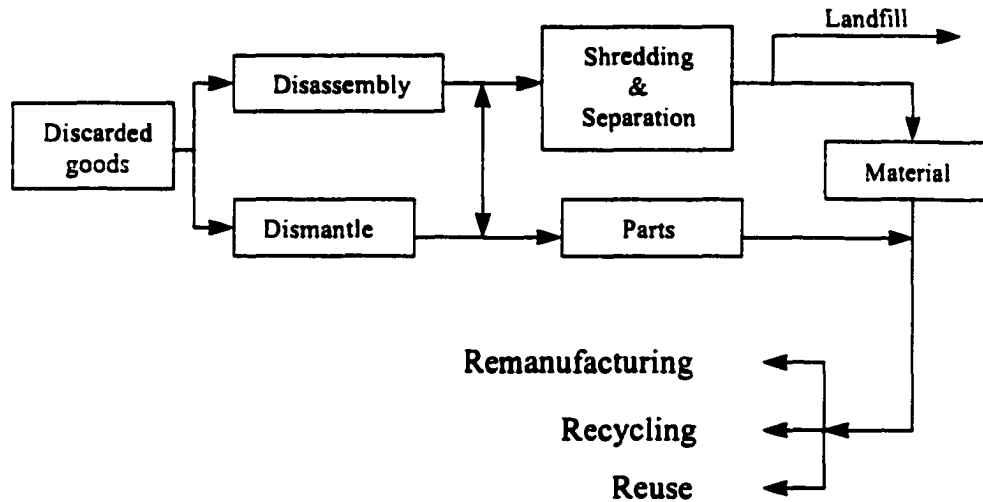 Landfill
Disassembly
Shredding
&
Separation
Discarded
goods
Material
Dismantle
Parts
Remanufacturing
Recycling
Reuse